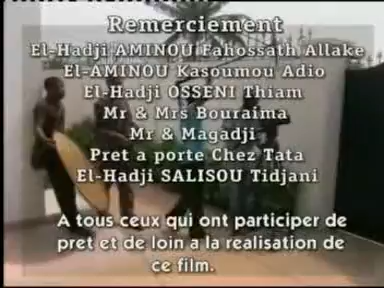 Remerciement
El-Hadji AMINOU Fahossath Allake
El-AMINOU Kasoumou Adio
El-Hadji OSSENI Thiam
Mr & Mrs Bouraima
Mr & Magadji
Pret a porte Chez Tata
El-Hadji SALISOU Tidjani
A tous ceux qui ont participer de
pret et de loin a la realisation de
ce film.